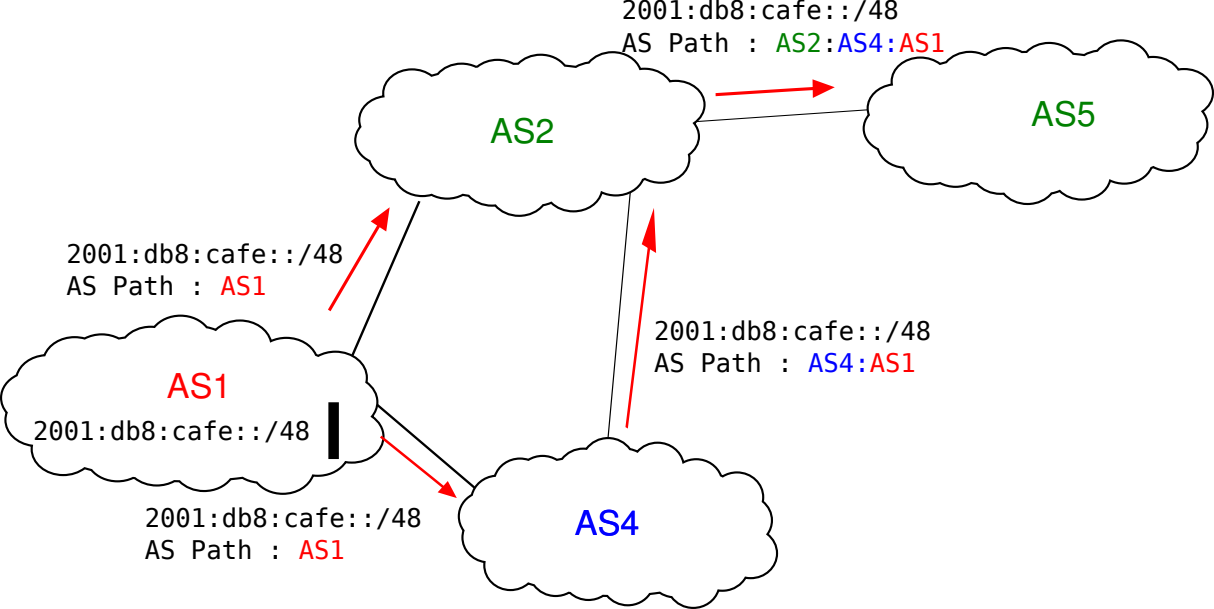 2001:db8:cafe::/48
AS Path : AS2:AS4:AS1
AS2
AS5
2001:db8:cafe::/48
AS Path : AS1
2001:db8:cafe::/48
AS Path : AS4:AS1
AS1
2001:db8:cafe::/48
2001:db8:cafe::/48
AS Path : AS1
AS4